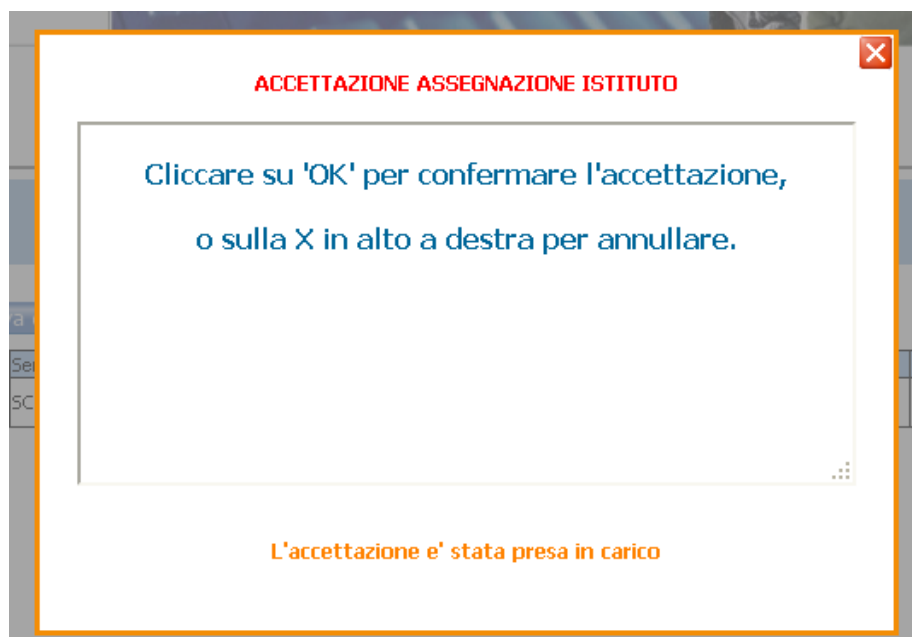 ACCETTAZIONE ASSEGNAZIONE ISTITUTO
Cliccare su 'OK' per confermare l'accettazione,
o sulla X in alto a destra per annullare.
L'accettazione e' stata presa in carico